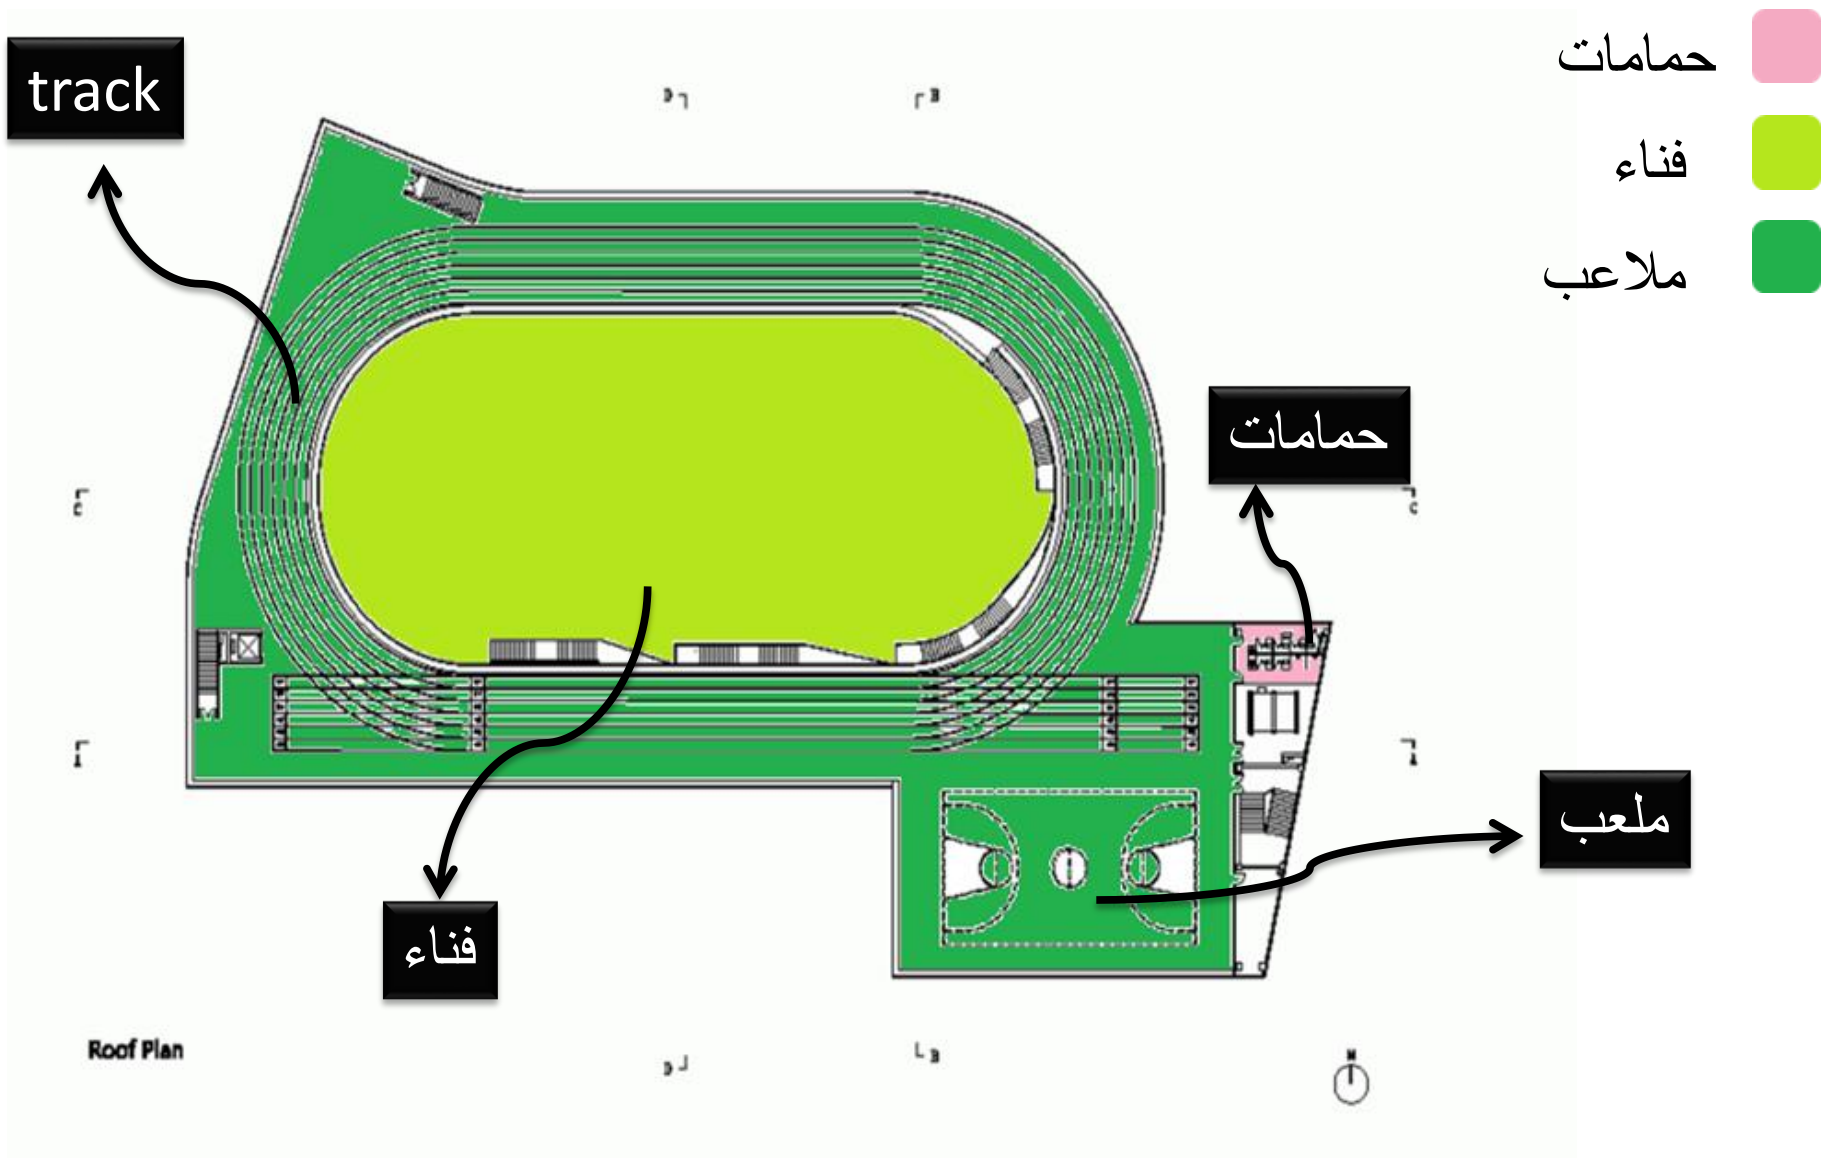 track
حمامات
فناء
ملاعب
D
B
حمامات
C
C
ملعب
فناء
Roof Plan
D
B
N